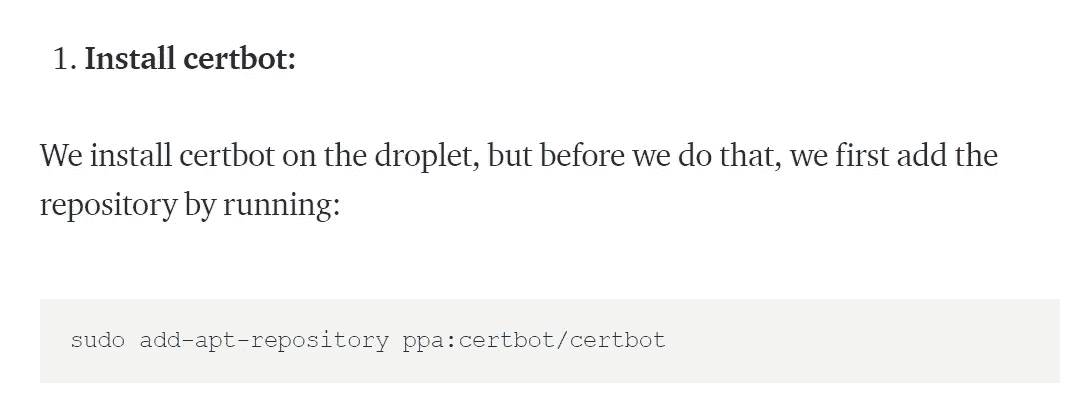 1. Install certbot:
We install certbot on the droplet, but before we do that, we first add the
repository by running:
sudo add-apt-repository ppa:certbot/certbot